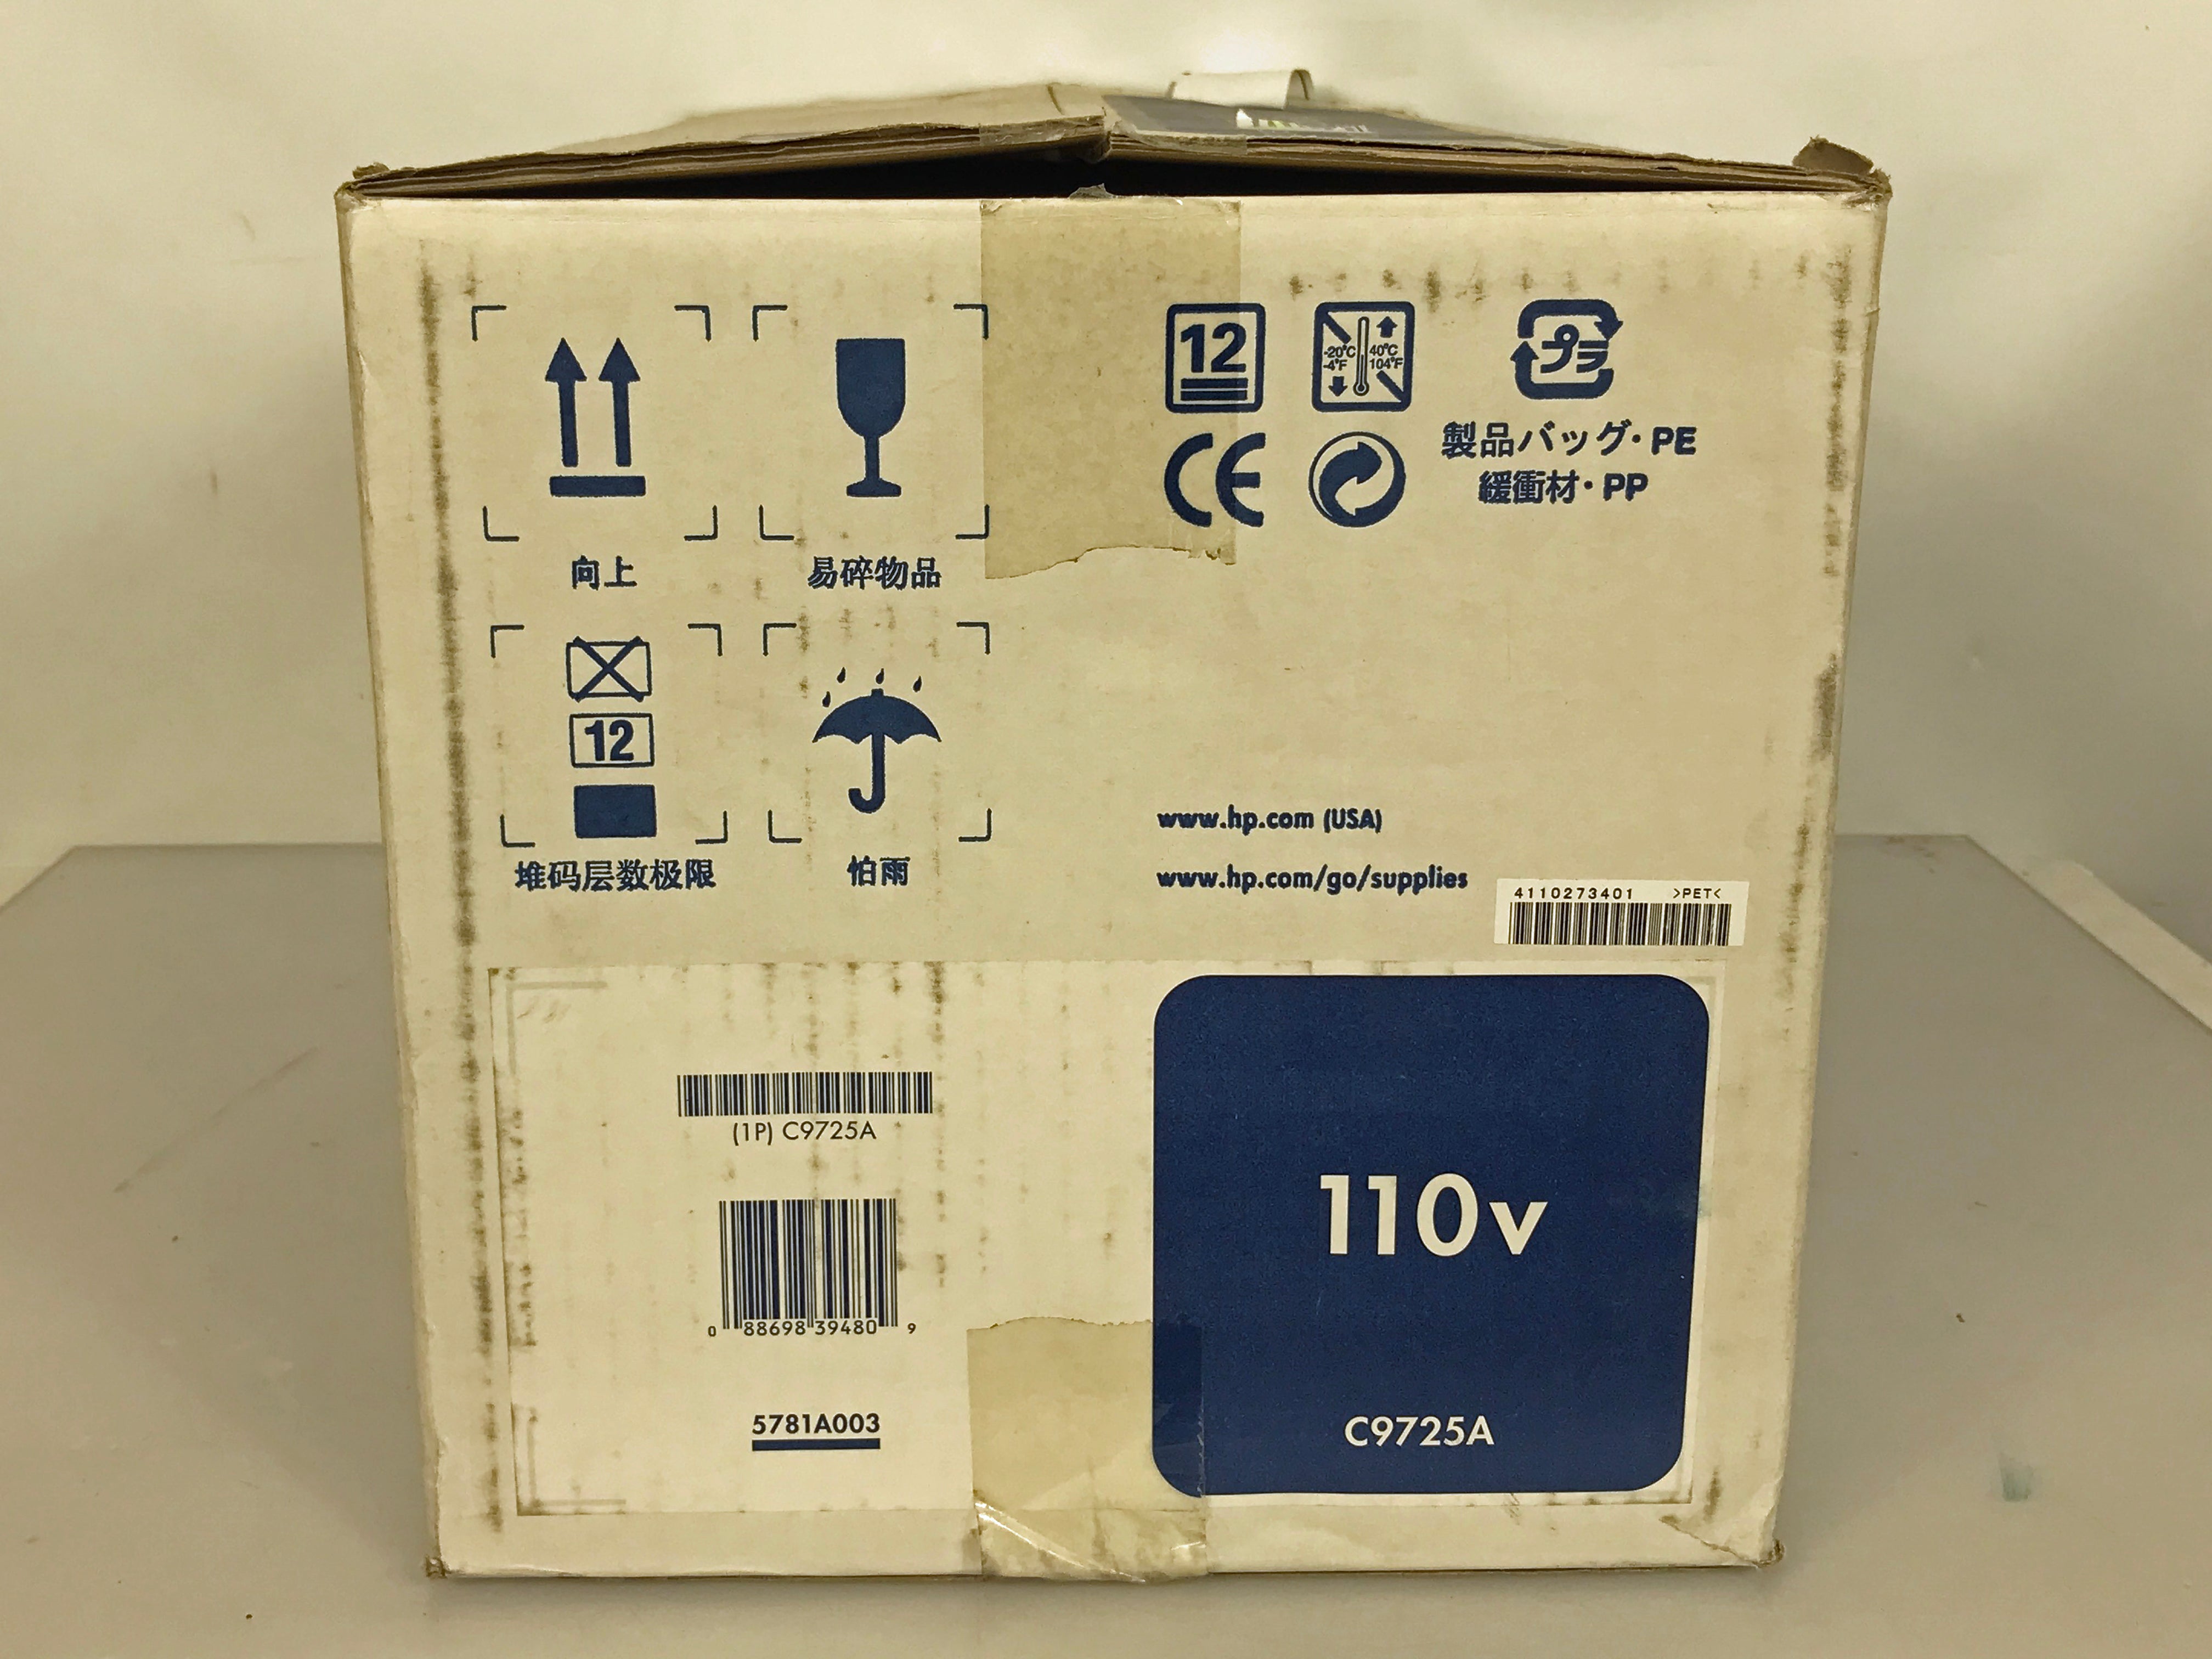 向上
易碎物品
12
堆码层数极限
怕雨
12
-20°C
-4°F
40°C
104°F
プラ
CE
製品バッグ・PE
緩衝材・PP
www.hp.com (USA)
www.hp.com/go/supplies
4110273401 >PET<
(1P) C9725A
0 88698 39480 9
5781A003
110v
C9725A